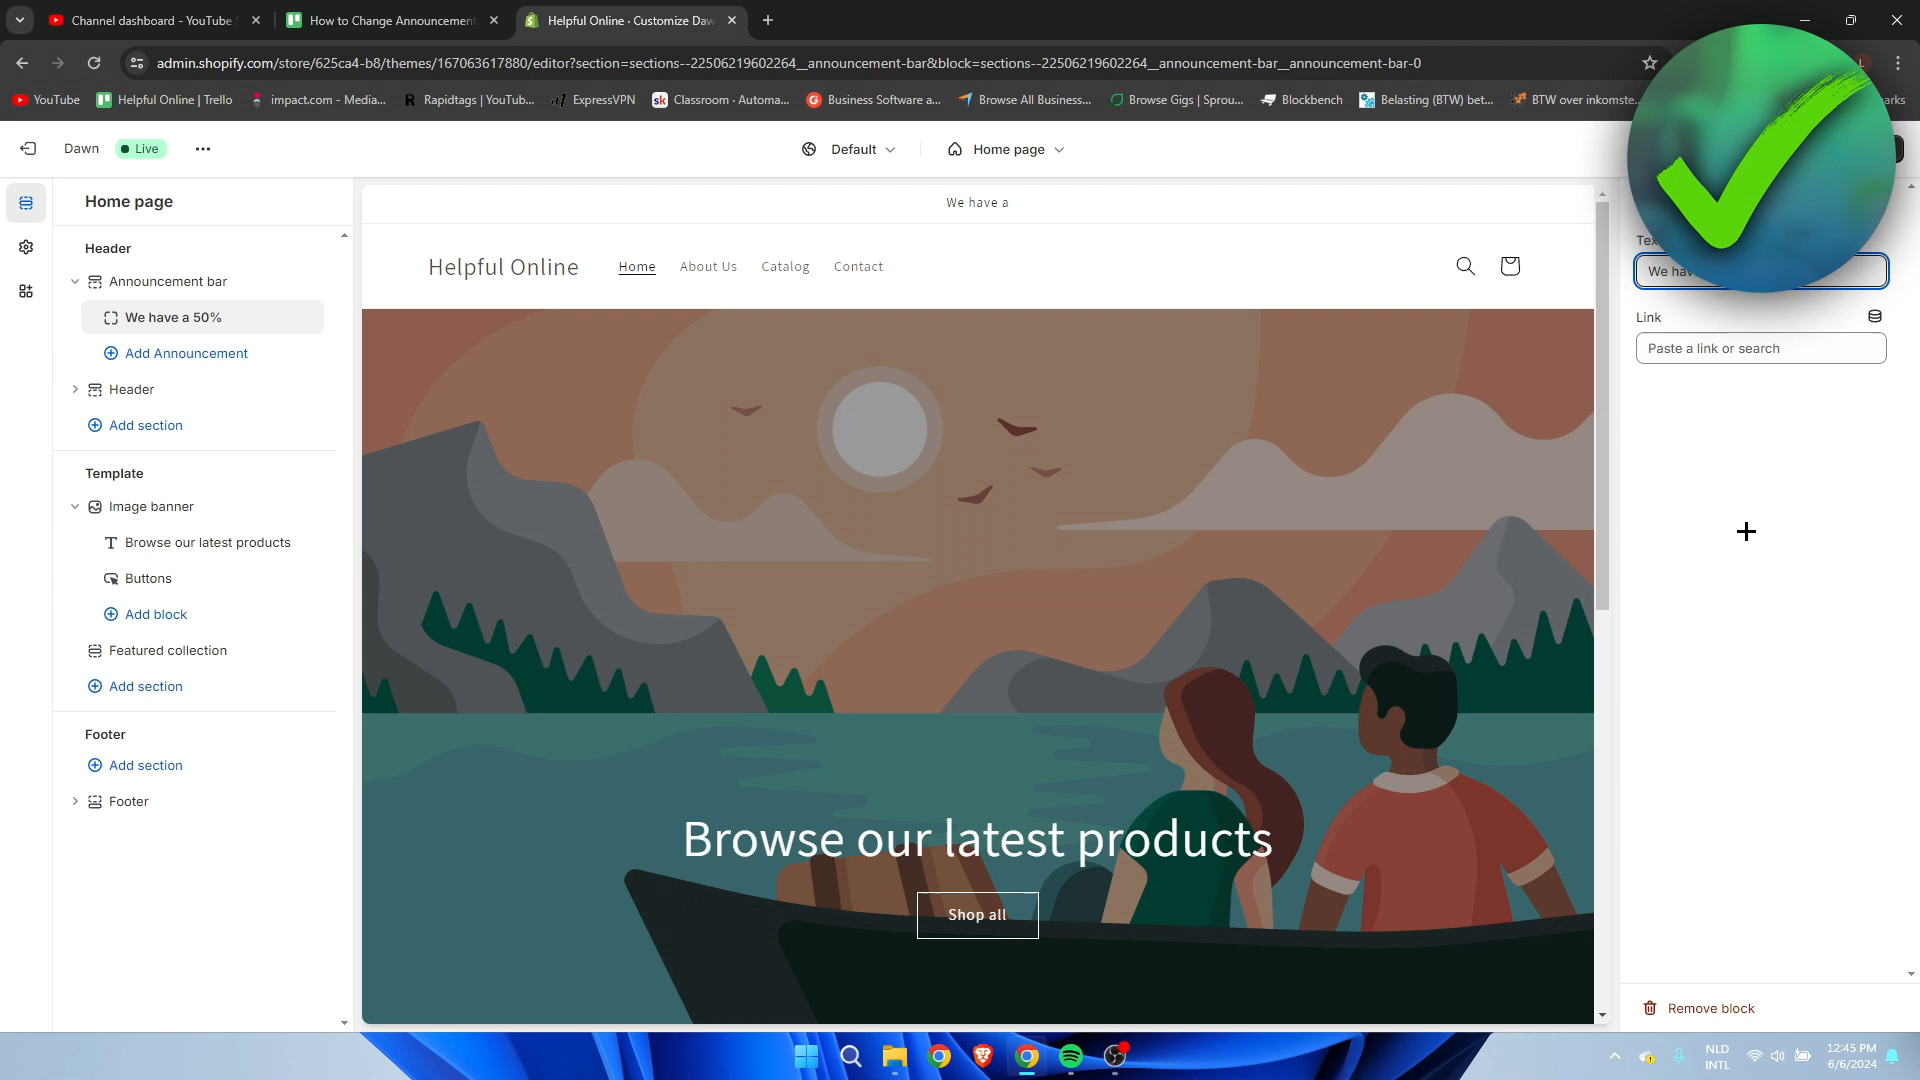 Channel dashboard - YouTube
How to Change Announcement
Helpful Online · Customize Daw
admin.shopify.com/store/625ca4-b8/themes/167063617880/editor?section=sections--22506219602264__announcement-bar&block=sections--22506219602264__announcement-bar__announcement-bar-0
YouTube
Helpful Online | Trello
impact.com - Media...
Rapidtags | YouTub...
ExpressVPN
Classroom - Automa...
Business Software a...
Browse All Business...
Browse Gigs | Sprou...
Blockbench
Belasting (BTW) bet...
BTW over inkomste...
Dawn
Live
Default
Home page
Home page
Header
Announcement bar
We have a 50%
Add Announcement
Header
Add section
Template
Image banner
Browse our latest products
Buttons
Add block
Featured collection
Add section
Footer
Add section
Footer
We have a
Helpful Online
Home
About Us
Catalog
Contact
Browse our latest products
Shop all
We hav
Link
Paste a link or search
Remove block
NLD
INTL
12:45 PM
6/6/2024